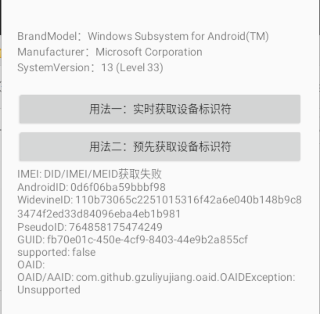 BrandModel：Windows Subsystem for Android(TM)
Manufacturer：Microsoft Corporation
SystemVersion：13 (Level 33)
用法一：实时获取设备标识符
用法二：预先获取设备标识符
IMEI: DID/IMEI/MEID获取失败
AndroidID: 0d6f06ba59bbbf98
WidevineID: 110b73065c2251015316f42a6e040b148b9c8
3474f2ed33d84096eba4eb1b981
PseudoID: 764858175474249
GUID: fb70e01c-450e-4cf9-8403-44e9b2a855cf
supported: false
OAID:
OAID/AAID: com.github.gzuliyujiang.oaid.OAIDException:
Unsupported